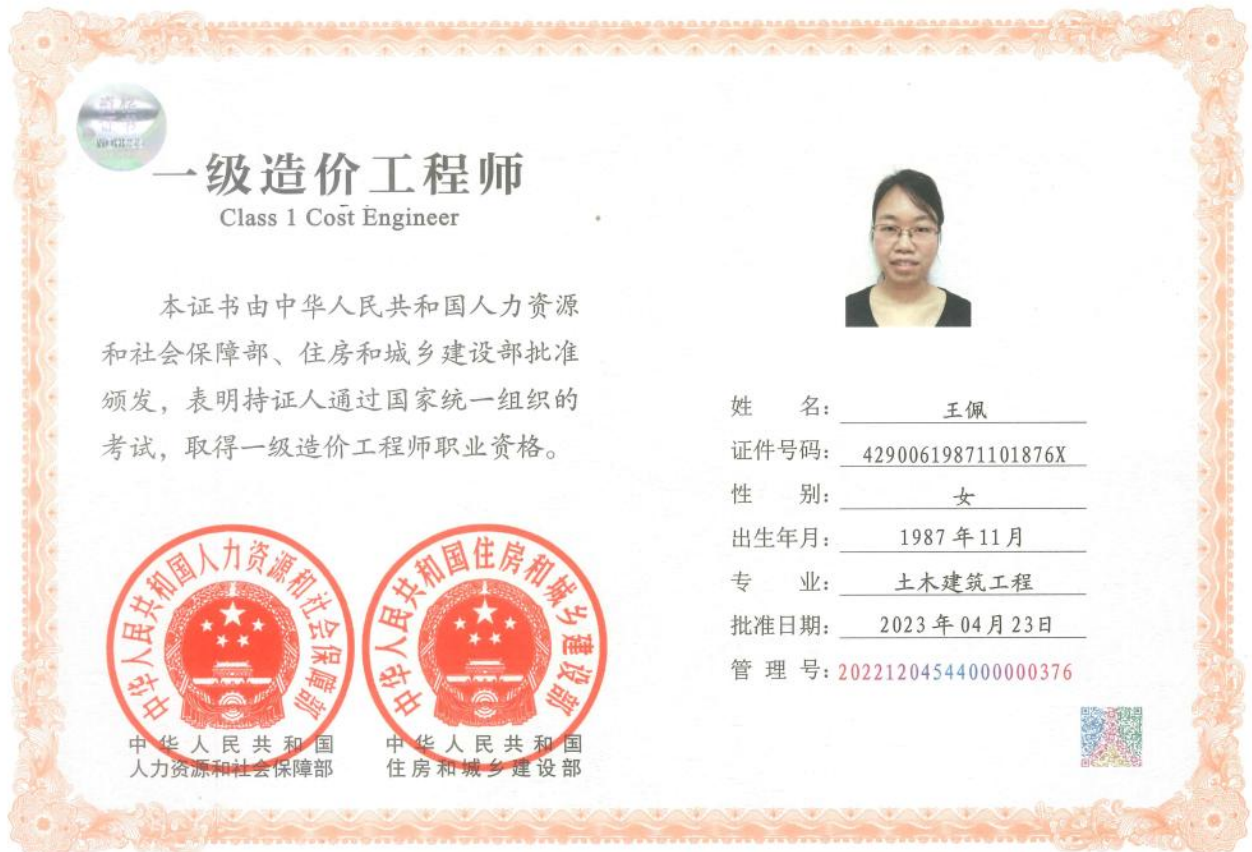 一级造价工程师
Class 1 Cost Engineer
本证书由中华人民共和国人力资源
和社会保障部、住房和城乡建设部批准
颁发，表明持证人通过国家统一组织的
考试，取得一级造价工程师职业资格。
中华人民共和国人力资源和社会保障部
中华人民共和国住房和城乡建设部
中华人民共和国
人力资源和社会保障部
中华人民共和国
住房和城乡建设部
姓名：王佩
证件号码：42900619871101876X
性别：女
出生年月：1987年11月
专业：土木建筑工程
批准日期：2023年04月23日
管理号：20221204544000000376